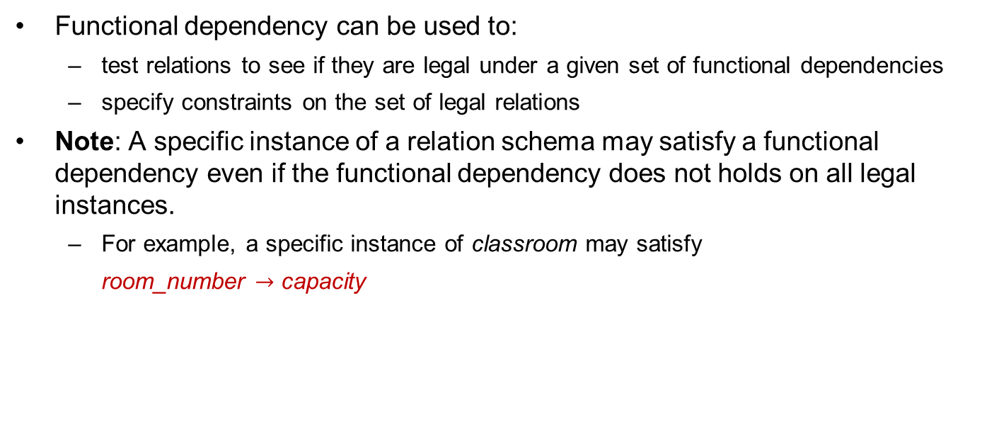 • Functional dependency can be used to:
– test relations to see if they are legal under a given set of functional dependencies
– specify constraints on the set of legal relations
• Note: A specific instance of a relation schema may satisfy a functional
dependency even if the functional dependency does not holds on all legal
instances.
– For example, a specific instance of classroom may satisfy
room_number → capacity